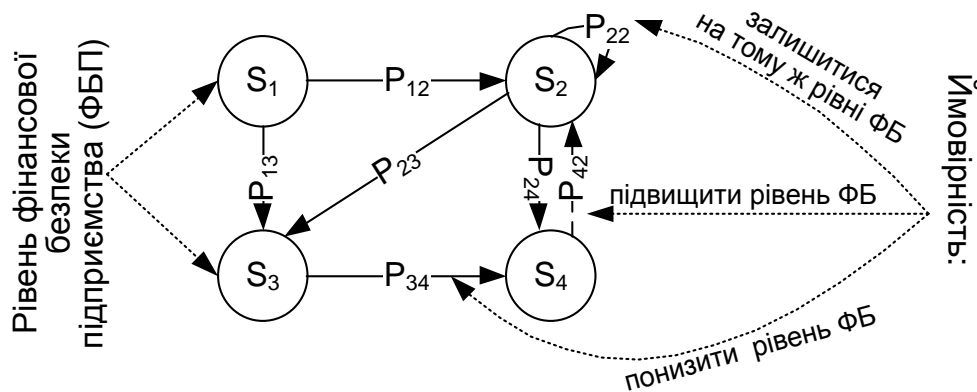 Рівень фінансової
безпеки
підприємства (ФБП)
S1
P12
S2
P22
P13
P23
P24
P42
S3
P34
S4
залишитися
на тому ж рівні ФБ
підвищити рівень ФБ
понизити рівень ФБ
Ймовірність: